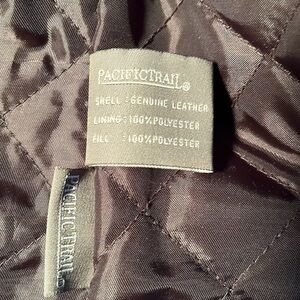 PACIFICTRAIL®
SHELL: GENUINE LEATHER
LINING: 100%POLYESTER
FILL: 100%POLYESTER
PACIFICTRAIL®